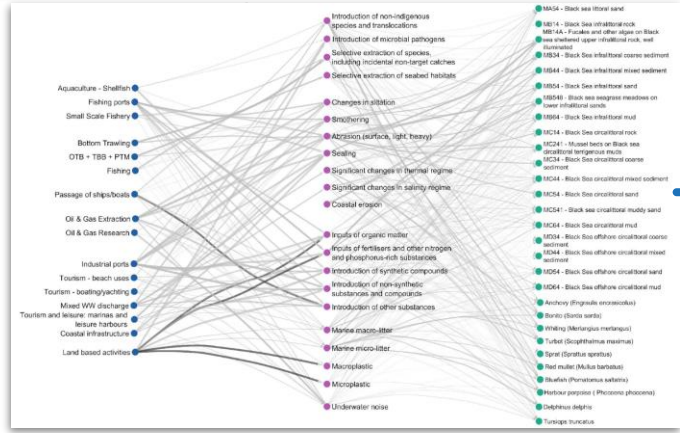 Aquaculture - Shellfish
Fishing ports
Small Scale Fishery
Bottom Trawling
OTB + TBB + PTM
Fishing
Passage of ships/boats
Oil & Gas Extraction
Oil & Gas Research
Industrial ports
Tourism - beach uses
Tourism - boating/yachting
Mixed WW discharge
Tourism and leisure: marinas and
leisure harbours
Coastal infrastructure
Land based activities
Introduction of non-indigenous
species and translocations
Introduction of microbial pathogens
Selective extraction of species,
including incidental non-target catches
Selective extraction of seabed habitats
Changes in siltation
Smothering
Abrasion (surface, light, heavy)
Sealing
Significant changes in thermal regime
Significant changes in salinity regime
Coastal erosion
Inputs of organic matter
Inputs of fertilisers and other nitrogen
and phosphorus-rich substances
Introduction of synthetic compounds
Introduction of non-synthetic
substances and compounds
Introduction of other substances
Marine macro-litter
Marine micro-litter
Macroplastic
Microplastic
Underwater noise
MA54 - Black sea littoral sand
MB14 - Black Sea infralittoral rock
MB14A - Fucales and other algae on Black
sea sheltered upper infralittoral rock, well
illuminated
MB34 - Black Sea infralittoral coarse sediment
MB44 - Black Sea infralittoral mixed sediment
MB54 - Black Sea infralittoral sand
MB548 - Black sea seagrass meadows on
lower infralittoral sands
MB64 - Black Sea infralittoral mud
MC14 - Black Sea circalittoral rock
MC241 - Mussel beds on Black sea
circalittoral terrigenous muds
MC34 - Black Sea circalittoral coarse
sediment
MC44 - Black Sea circalittoral mixed sediment
MC54 - Black Sea circalittoral sand
MC541 - Black sea circalittoral muddy sand
MC64 - Black Sea circalittoral mud
MD34 - Black Sea offshore circalittoral coarse
sediment
MD44 - Black Sea offshore circalittoral mixed
sediment
MD54 - Black Sea offshore circalittoral sand
MD64 - Black Sea offshore circalittoral mud
Anchovy (Engraulis encrasicolus)
Bonito (Sarda sarda)
Whiting (Merlangius merlangus)
Turbot (Scophthalmus maximus)
Sprat (Sprattus sprattus)
Red mullet (Mullus barbatus)
Bluefish (Pomatomus saltatrix)
Harbour porpoise ( Phocoena phocoena)
Delphinus delphis
Tursiops truncatus